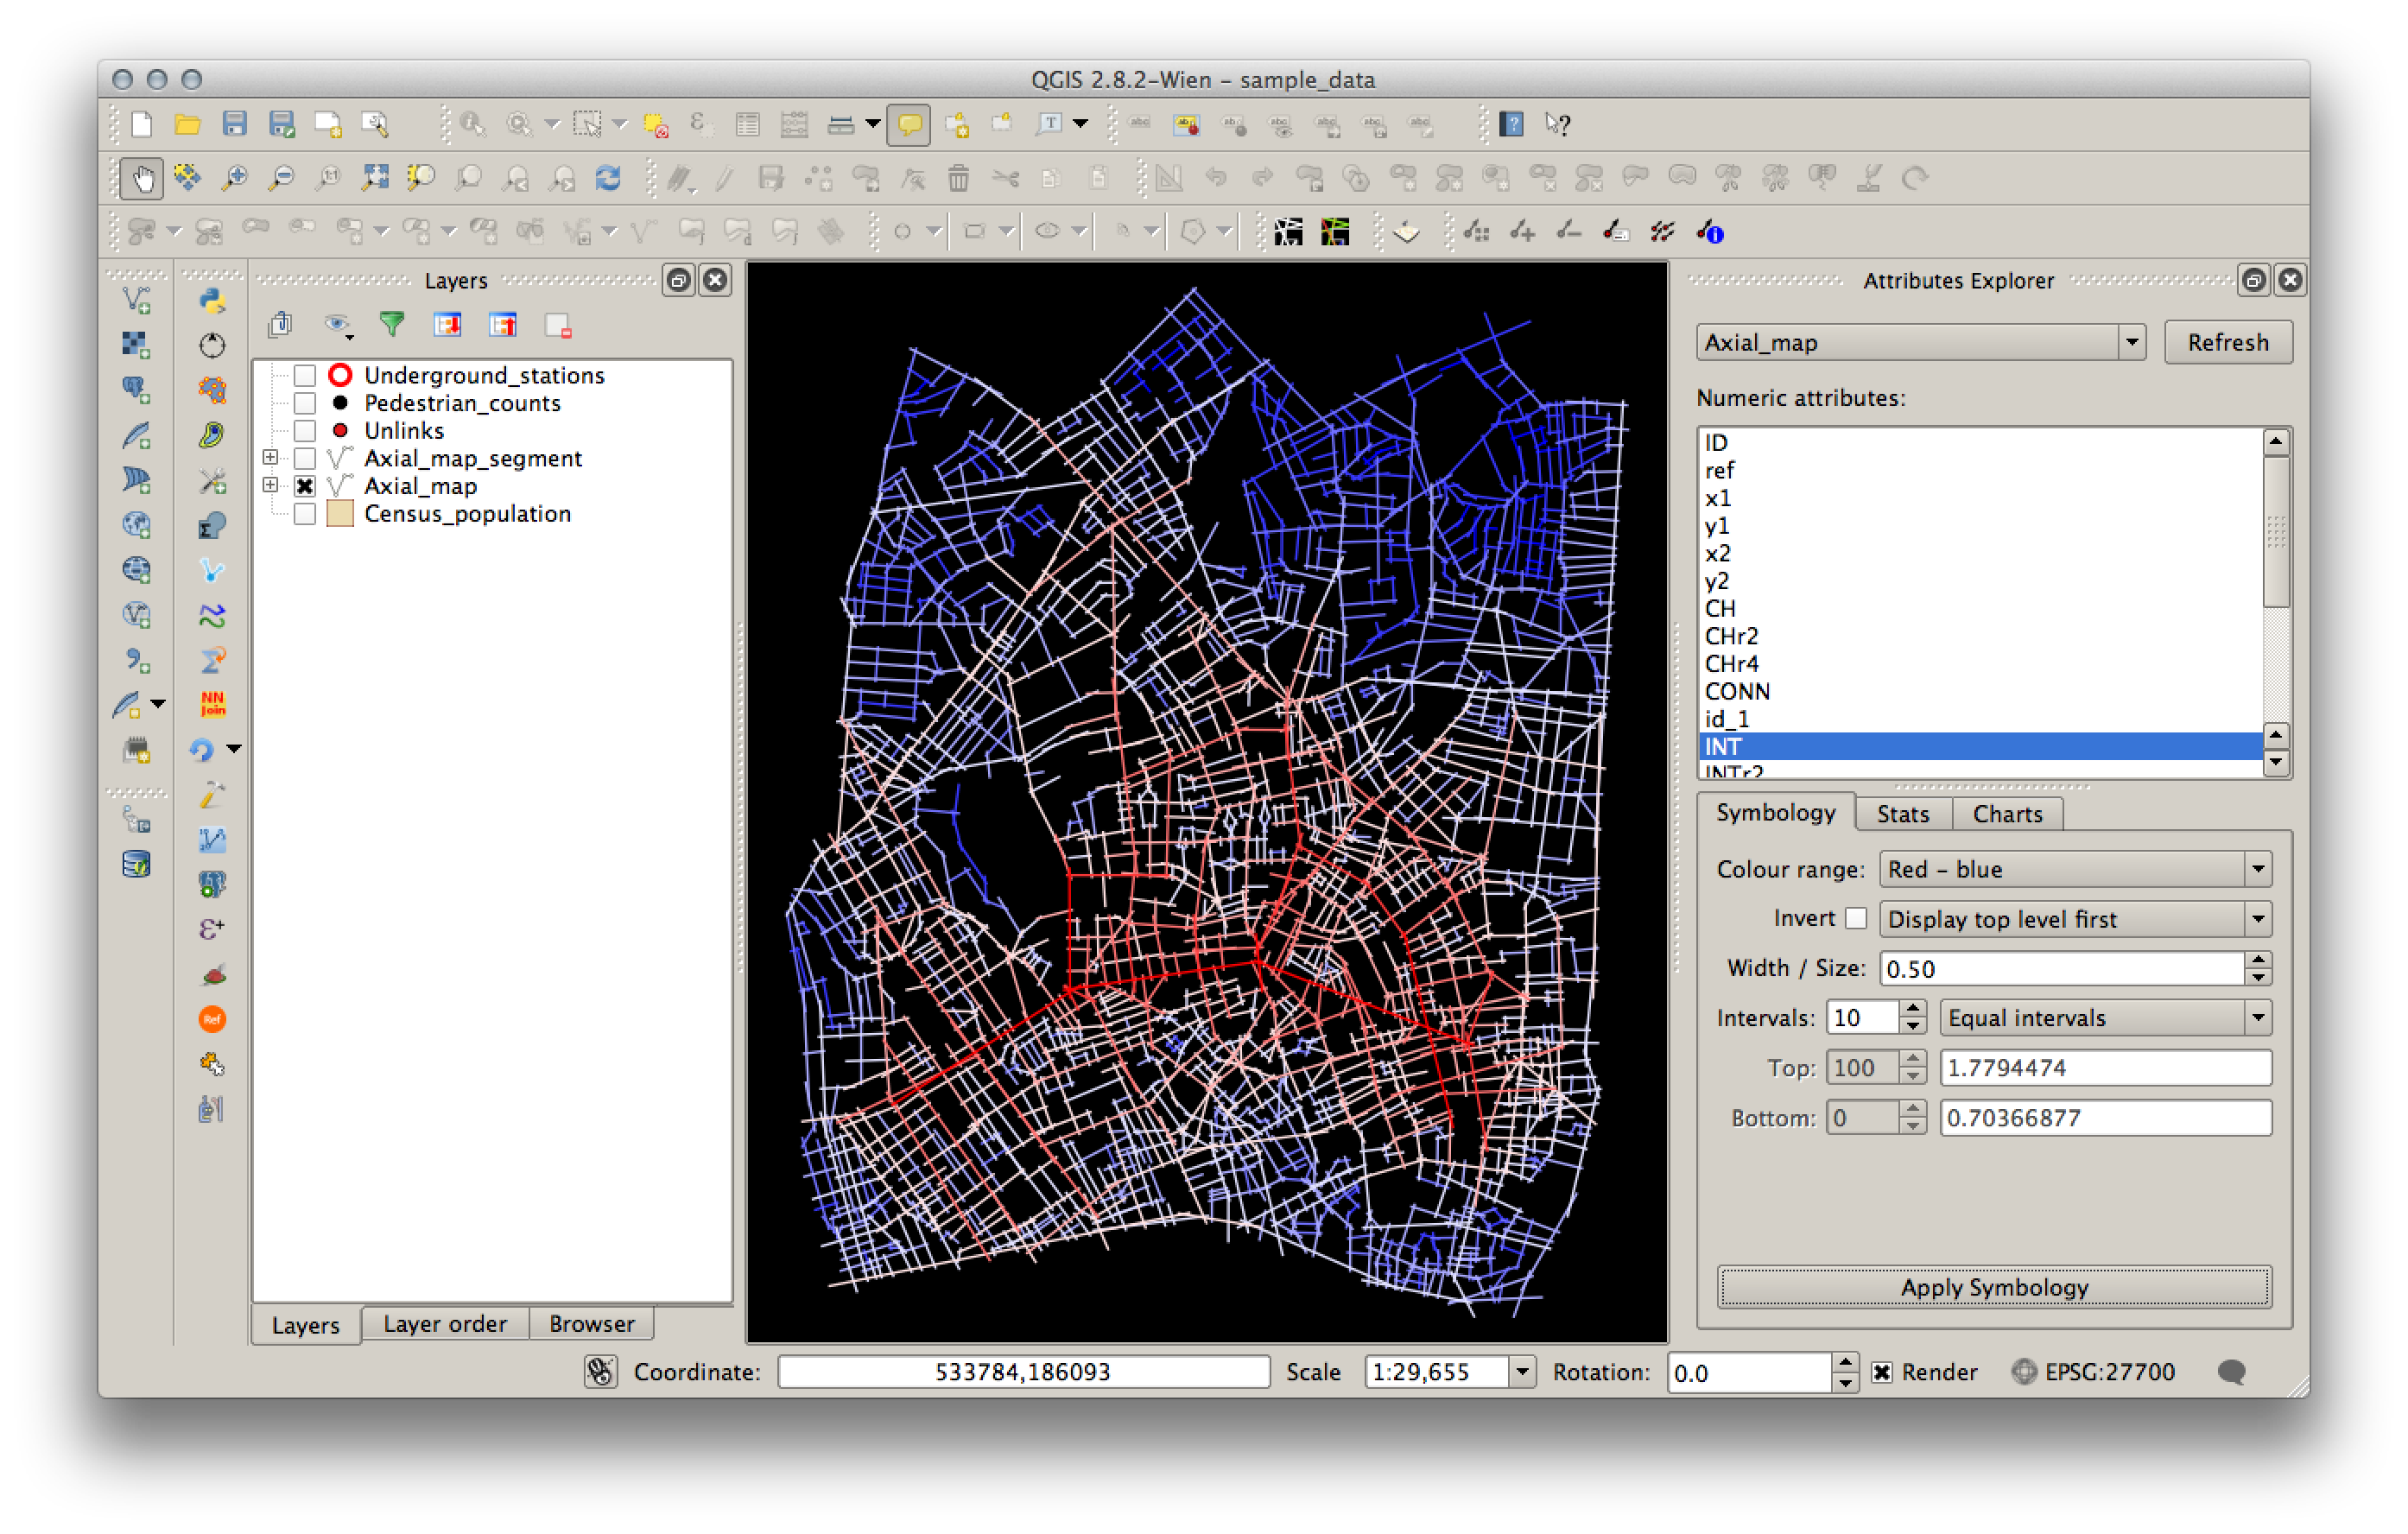 QGIS 2.8.2-Wien – sample_data
Layers
Underground_stations
Pedestrian_counts
Unlinks
Axial_map_segment
Axial_map
Census_population
NN
Join
Ref
Layers
Layer order
Browser
Attributes Explorer
Axial_map
Refresh
Numeric attributes:
ID
ref
x1
y1
x2
y2
CH
CHr2
CHr4
CONN
id_1
INT
INTr2
Symbology
Stats
Charts
Colour range:
Red – blue
Invert
Display top level first
Width / Size:
0.50
Intervals:
10
Equal intervals
Top:
100
1.7794474
Bottom:
0
0.70366877
Apply Symbology
Coordinate:
533784,186093
Scale
1:29,655
Rotation:
0.0
Render
EPSG:27700